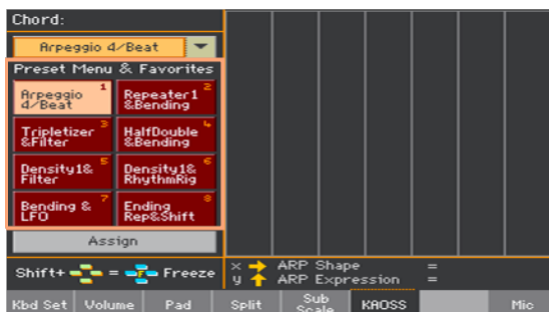 Chord:
Arpeggio 4/Beat
Preset Menu & Favorites
Arpeggio 4/Beat 1
Repeater1 &Bending 2
Tripletizer &Filter 3
HalfDouble &Bending 4
Density1& Filter 5
Density1& RhythmRig 6
Bending & LFO 7
Ending Rep&Shift 8
Assign
Shift+ = F Freeze
x ARP Shape =
y ARP Expression =
Kbd Set Volume Pad Split Sub Scale KAOSS Mic